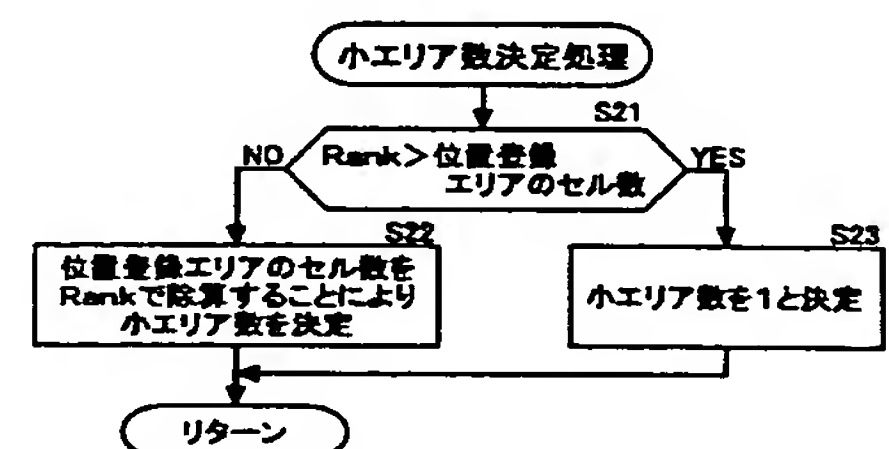 小エリア数決定処理
S21
NO
Rank>位置登録
エリアのセル数
YES
S22
位置登録エリアのセル数を
Rankで除算することにより
小エリア数を決定
S23
小エリア数を1と決定
リターン